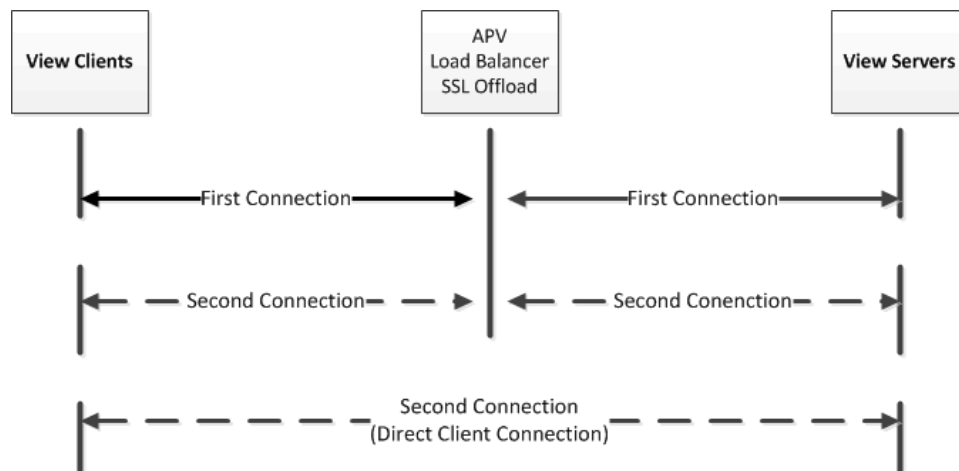 View Clients
APV
Load Balancer
SSL Offload
View Servers
First Connection
First Connection
Second Connection
Second Conenction
Second Connection
(Direct Client Connection)